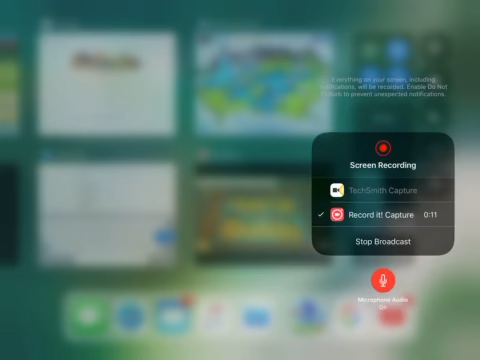 Everything on your screen, including
notifications, will be recorded. Enable Do Not
Disturb to prevent unexpected notifications.
Screen Recording
TechSmith Capture
Record it! Capture 0:11
Stop Broadcast
Microphone Audio
On